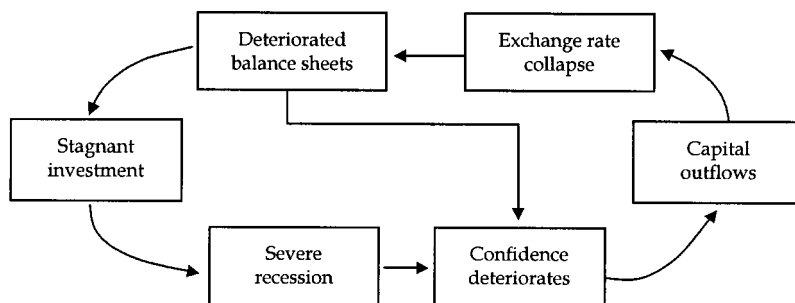 Deteriorated
balance sheets
Exchange rate
collapse
Stagnant
investment
Capital
outflows
Severe
recession
Confidence
deteriorates